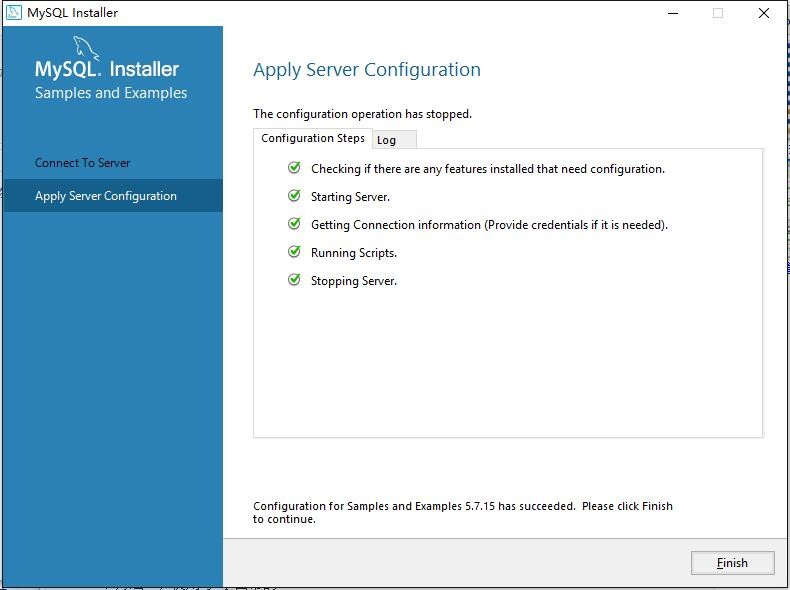 MySQL Installer
MySQL. Installer
Samples and Examples
Connect To Server
Apply Server Configuration
Apply Server Configuration
The configuration operation has stopped.
Configuration Steps
Log
Checking if there are any features installed that need configuration.
Starting Server.
Getting Connection information (Provide credentials if it is needed).
Running Scripts.
Stopping Server.
Configuration for Samples and Examples 5.7.15 has succeeded. Please click Finish
to continue.
Finish